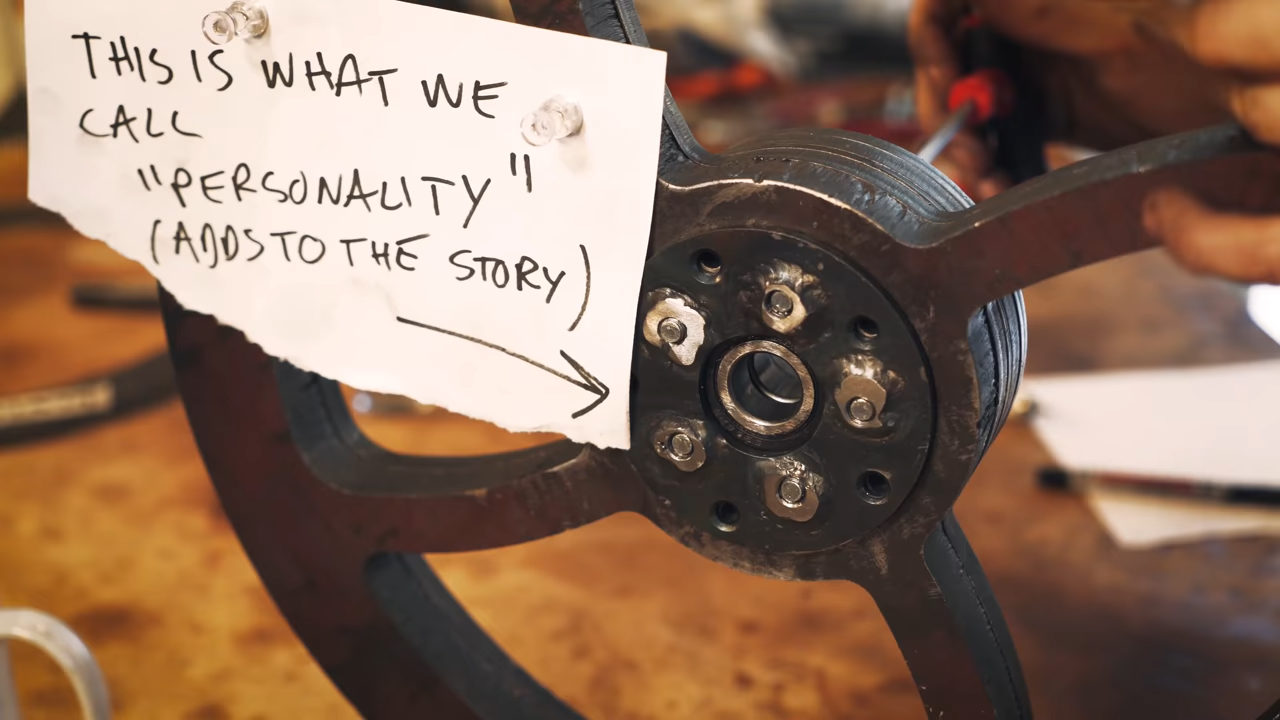 THIS IS WHAT WE
CALL
"PERSONALITY"
(ADDS TO THE STORY)